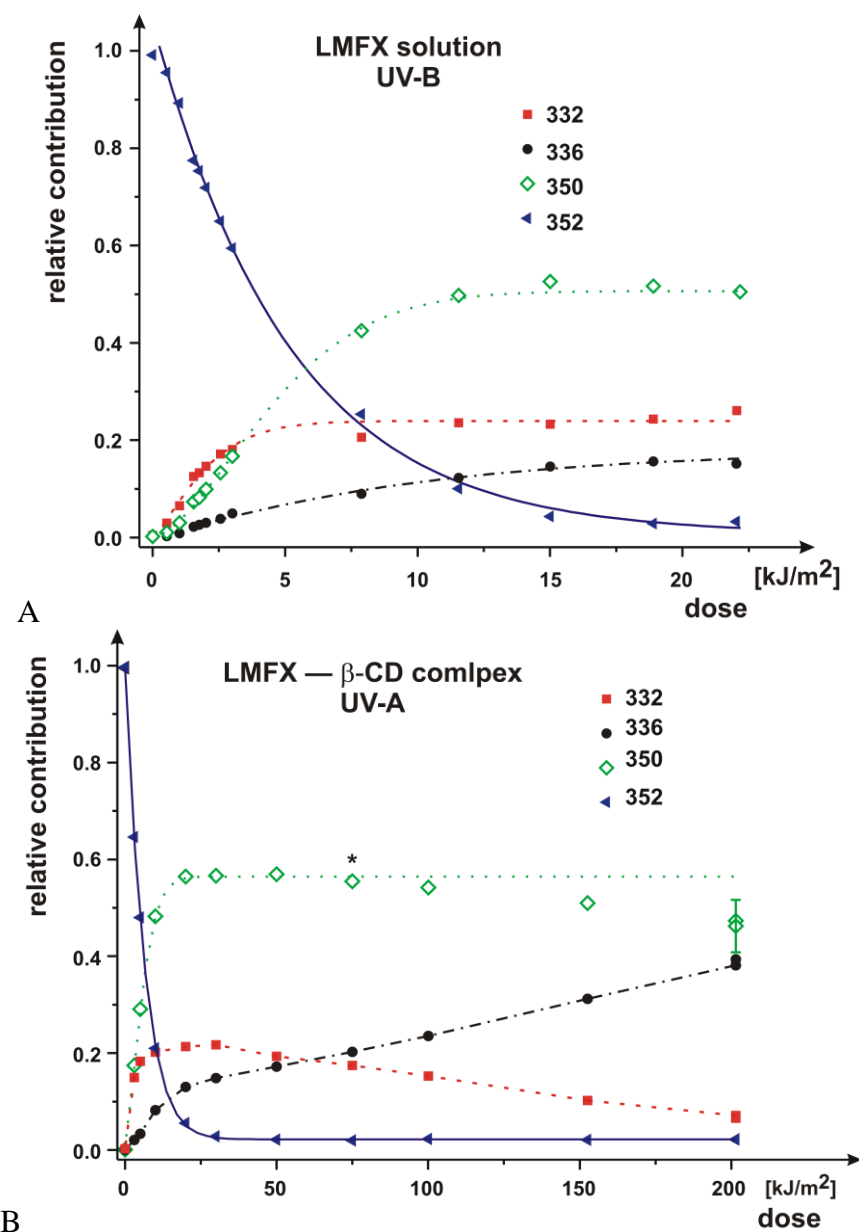 LMFX solution
UV-B
332
336
350
352
relative contribution
1.0
0.8
0.6
0.4
0.2
0.0
0
5
10
15
20
[kJ/m2]
dose
A
LMFX — β-CD comlpex
UV-A
332
336
350
352
relative contribution
1.0
0.8
0.6
0.4
0.2
0.0
*
0
50
100
150
200
[kJ/m2]
dose
B